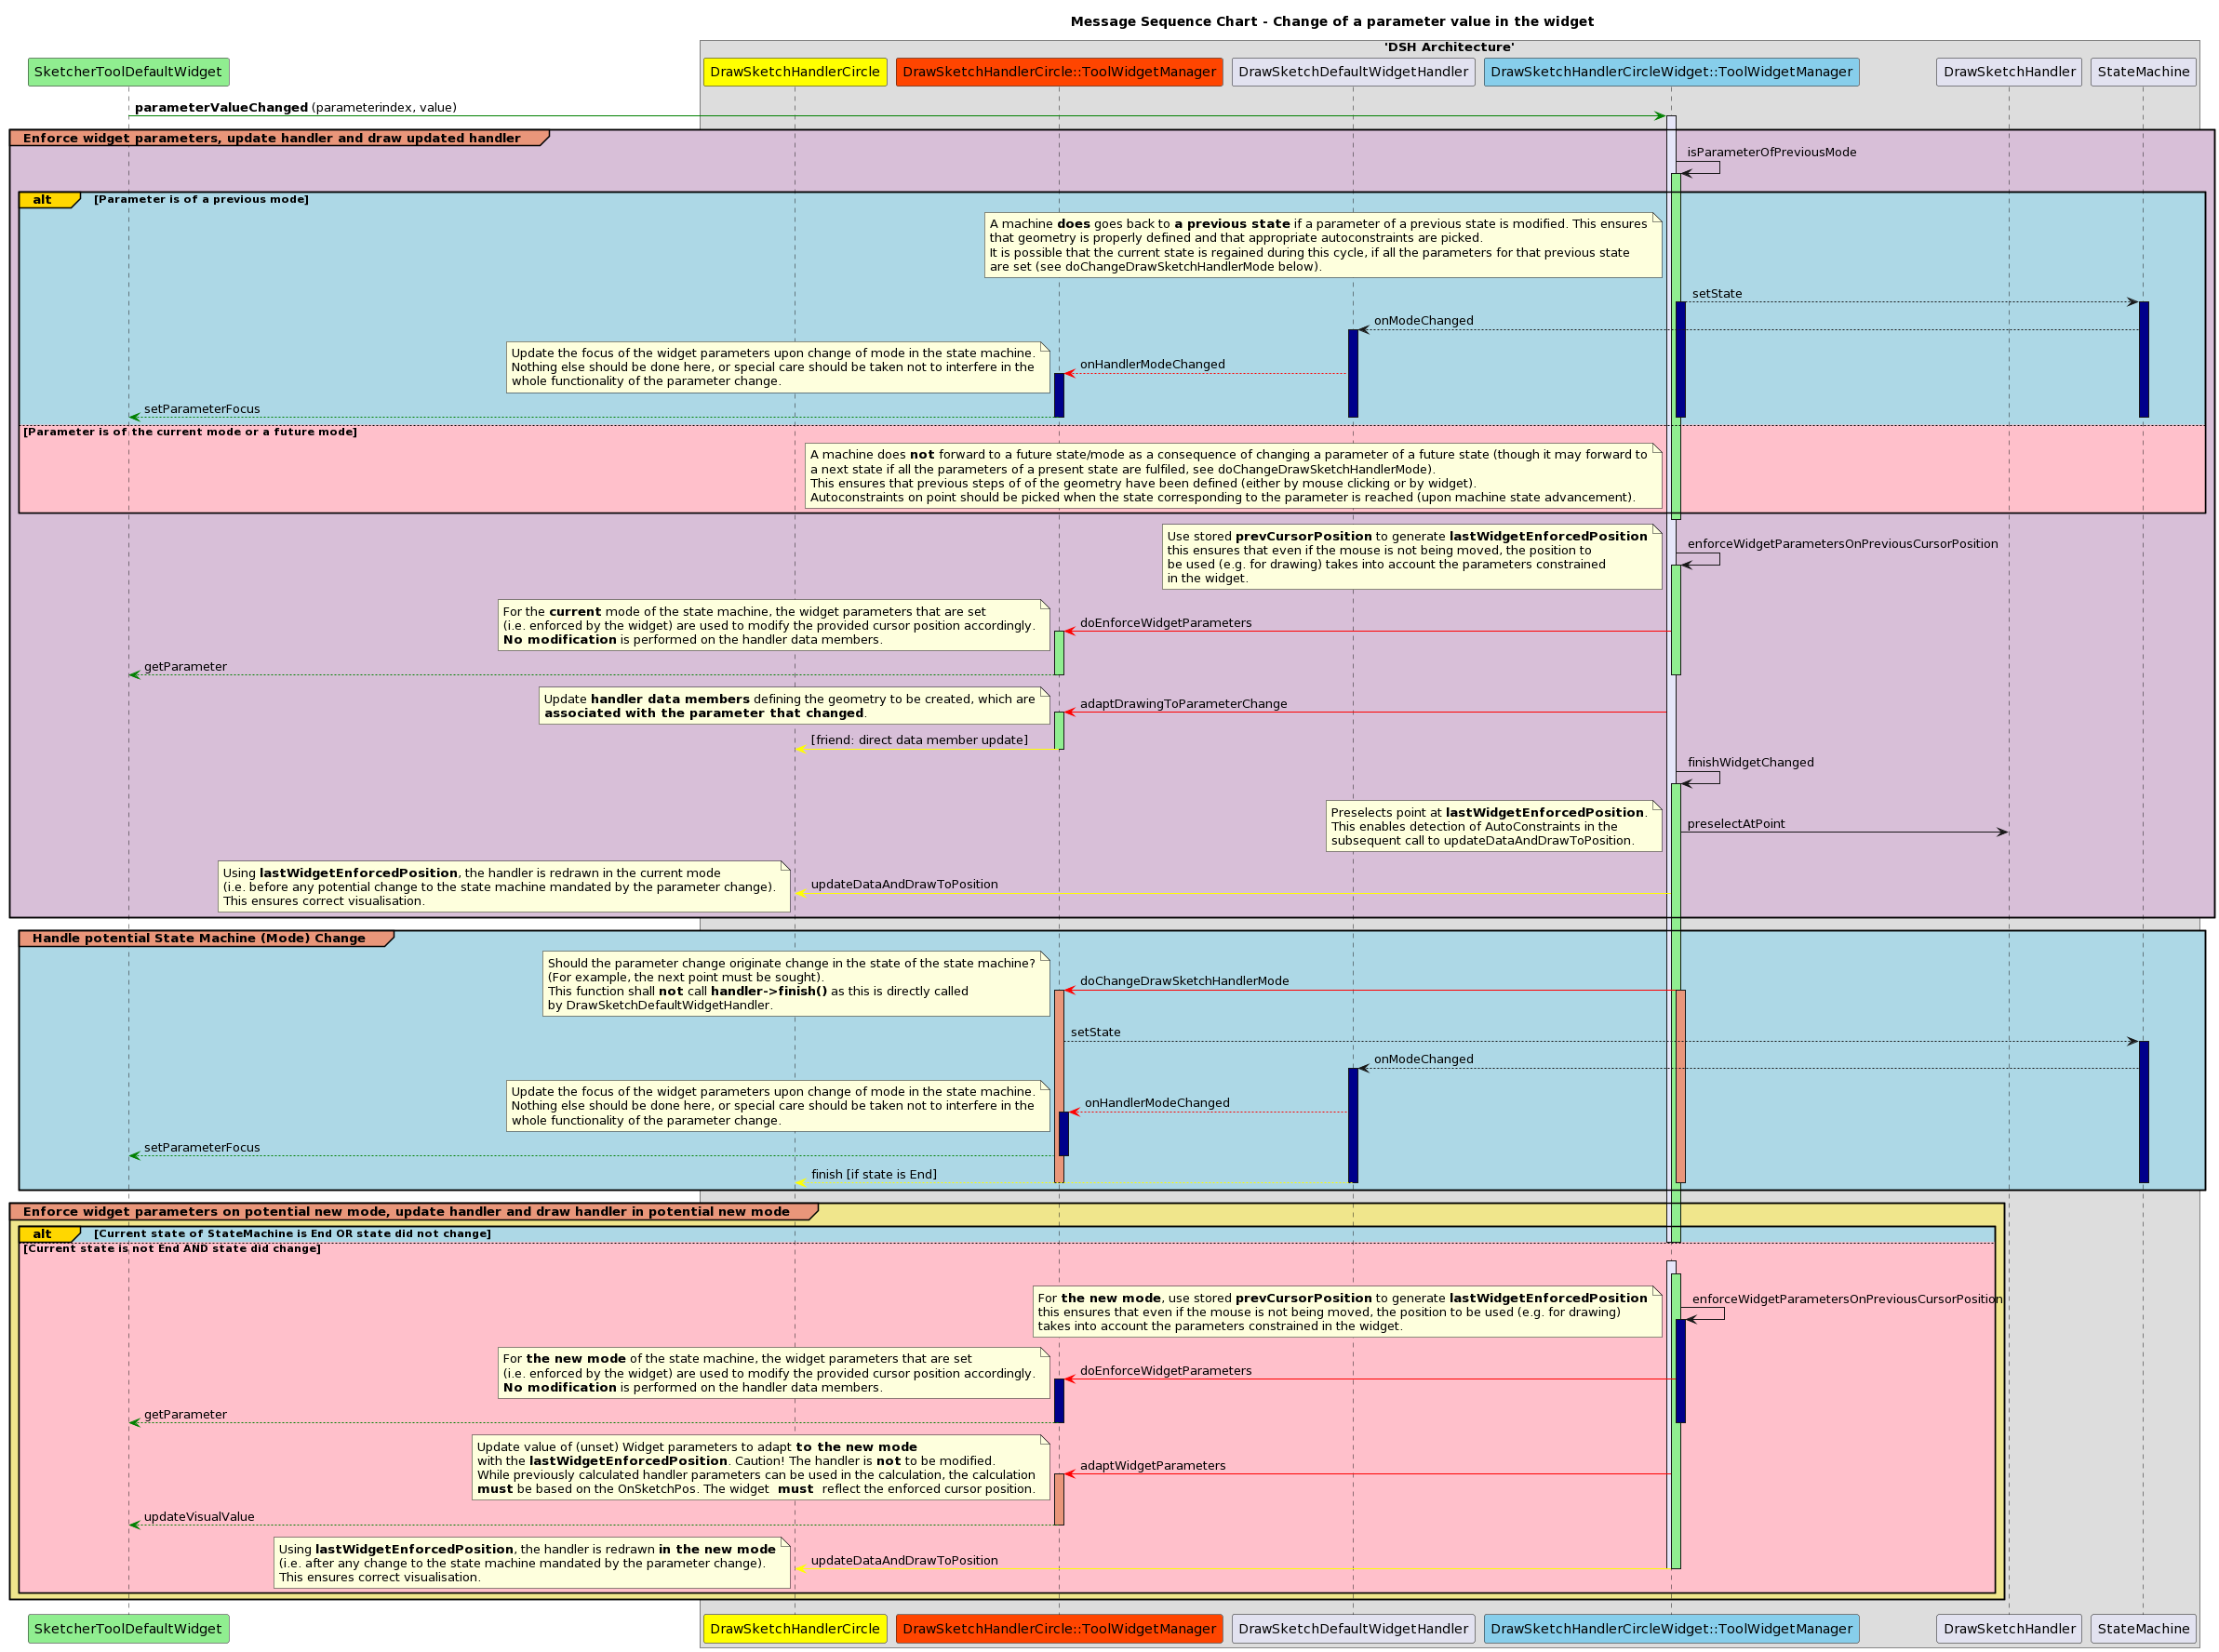 Message Sequence Chart - Change of a parameter value in the widget
'DSH Architecture'
SketcherToolDefaultWidget
DrawSketchHandlerCircle
DrawSketchHandlerCircle::ToolWidgetManager
DrawSketchDefaultWidgetHandler
DrawSketchHandlerCircleWidget::ToolWidgetManager
DrawSketchHandler
StateMachine
parameterValueChanged (parameterindex, value)
Enforce widget parameters, update handler and draw updated handler
isParameterOfPreviousMode
alt
[Parameter is of a previous mode]
A machine does goes back to a previous state if a parameter of a previous state is modified. This ensures
that geometry is properly defined and that appropriate autoconstraints are picked.
It is possible that the current state is regained during this cycle, if all the parameters for that previous state
are set (see doChangeDrawSketchHandlerMode below).
setState
onModeChanged
Update the focus of the widget parameters upon change of mode in the state machine.
Nothing else should be done here, or special care should be taken not to interfere in the
whole functionality of the parameter change.
onHandlerModeChanged
setParameterFocus
[Parameter is of the current mode or a future mode]
A machine does not forward to a future state/mode as a consequence of changing a parameter of a future state (though it may forward to
a next state if all the parameters of a present state are fulfiled, see doChangeDrawSketchHandlerMode).
This ensures that previous steps of of the geometry have been defined (either by mouse clicking or by widget).
Autoconstraints on point should be picked when the state corresponding to the parameter is reached (upon machine state advancement).
Use stored prevCursorPosition to generate lastWidgetEnforcedPosition
this ensures that even if the mouse is not being moved, the position to
be used (e.g. for drawing) takes into account the parameters constrained
in the widget.
enforceWidgetParametersOnPreviousCursorPosition
For the current mode of the state machine, the widget parameters that are set
(i.e. enforced by the widget) are used to modify the provided cursor position accordingly.
No modification is performed on the handler data members.
doEnforceWidgetParameters
getParameter
Update handler data members defining the geometry to be created, which are
associated with the parameter that changed.
adaptDrawingToParameterChange
[friend: direct data member update]
finishWidgetChanged
Preselects point at lastWidgetEnforcedPosition.
This enables detection of AutoConstraints in the
subsequent call to updateDataAndDrawToPosition.
preselectAtPoint
Using lastWidgetEnforcedPosition, the handler is redrawn in the current mode
(i.e. before any potential change to the state machine mandated by the parameter change).
This ensures correct visualisation.
updateDataAndDrawToPosition
Handle potential State Machine (Mode) Change
Should the parameter change originate change in the state of the state machine?
(For example, the next point must be sought).
This function shall not call handler->finish() as this is directly called
by DrawSketchDefaultWidgetHandler.
doChangeDrawSketchHandlerMode
setState
onModeChanged
Update the focus of the widget parameters upon change of mode in the state machine.
Nothing else should be done here, or special care should be taken not to interfere in the
whole functionality of the parameter change.
onHandlerModeChanged
setParameterFocus
finish [if state is End]
Enforce widget parameters on potential new mode, update handler and draw handler in potential new mode
alt
[Current state of StateMachine is End OR state did not change]
[Current state is not End AND state did change]
For the new mode, use stored prevCursorPosition to generate lastWidgetEnforcedPosition
this ensures that even if the mouse is not being moved, the position to be used (e.g. for drawing)
takes into account the parameters constrained in the widget.
enforceWidgetParametersOnPreviousCursorPosition
For the new mode of the state machine, the widget parameters that are set
(i.e. enforced by the widget) are used to modify the provided cursor position accordingly.
No modification is performed on the handler data members.
doEnforceWidgetParameters
getParameter
Update value of (unset) Widget parameters to adapt to the new mode
with the lastWidgetEnforcedPosition. Caution! The handler is not to be modified.
While previously calculated handler parameters can be used in the calculation, the calculation
must be based on the OnSketchPos. The widget must reflect the enforced cursor position.
adaptWidgetParameters
updateVisualValue
Using lastWidgetEnforcedPosition, the handler is redrawn in the new mode
(i.e. after any change to the state machine mandated by the parameter change).
This ensures correct visualisation.
updateDataAndDrawToPosition
SketcherToolDefaultWidget
DrawSketchHandlerCircle
DrawSketchHandlerCircle::ToolWidgetManager
DrawSketchDefaultWidgetHandler
DrawSketchHandlerCircleWidget::ToolWidgetManager
DrawSketchHandler
StateMachine